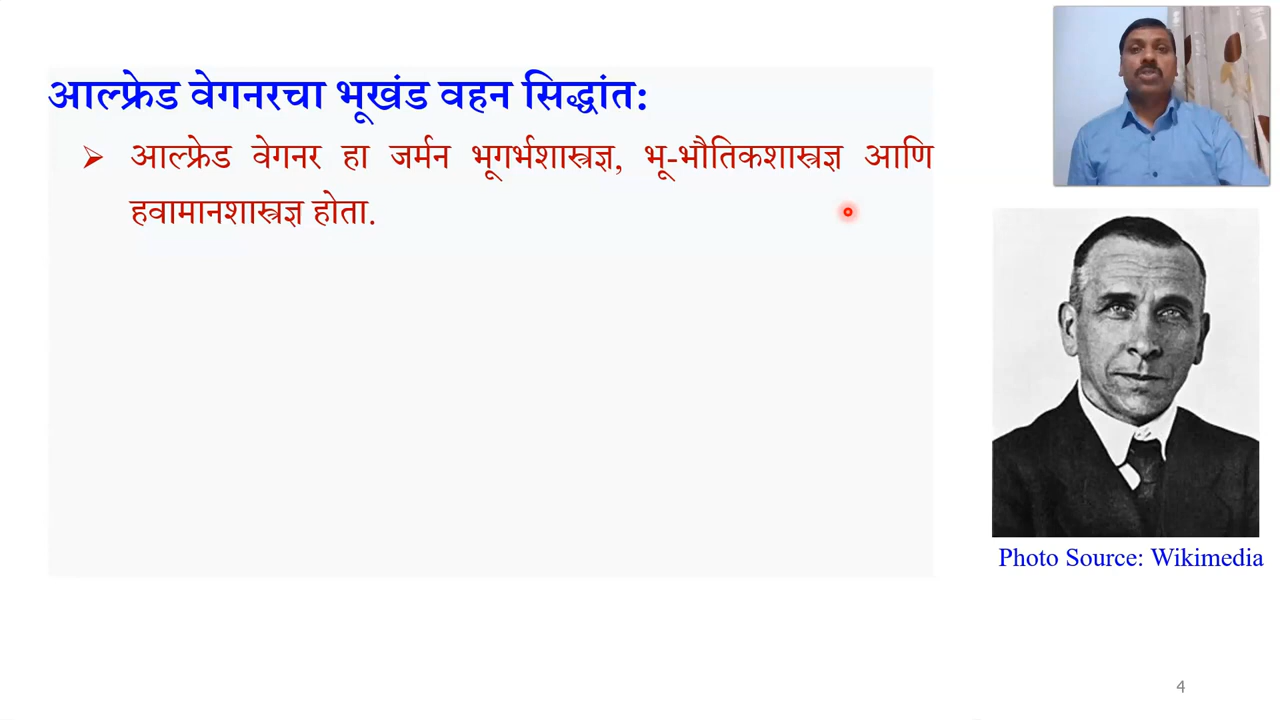 आल्फ्रेड वेगनरचा भूखंड वहन सिद्धांत:
➢ आल्फ्रेड वेगनर हा जर्मन भूगर्भशास्त्रज्ञ, भू-भौतिकशास्त्रज्ञ आणि
हवामानशास्त्रज्ञ होता.
Photo Source: Wikimedia
4